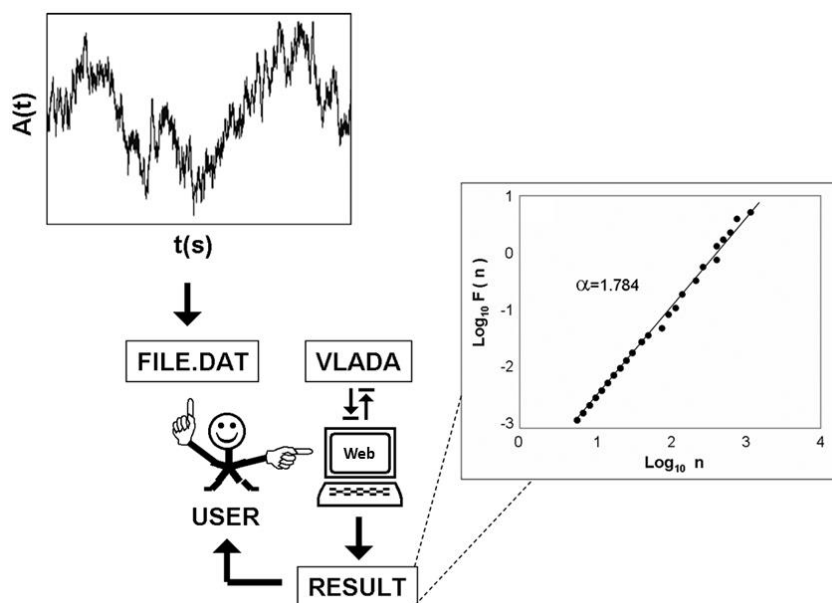 A(t)
t(s)
FILE.DAT
VLADA
Web
USER
RESULT
Log₁₀ F ( n )
1
0
-1
-2
-3
α=1.784
0
1
2
3
4
Log₁₀ n